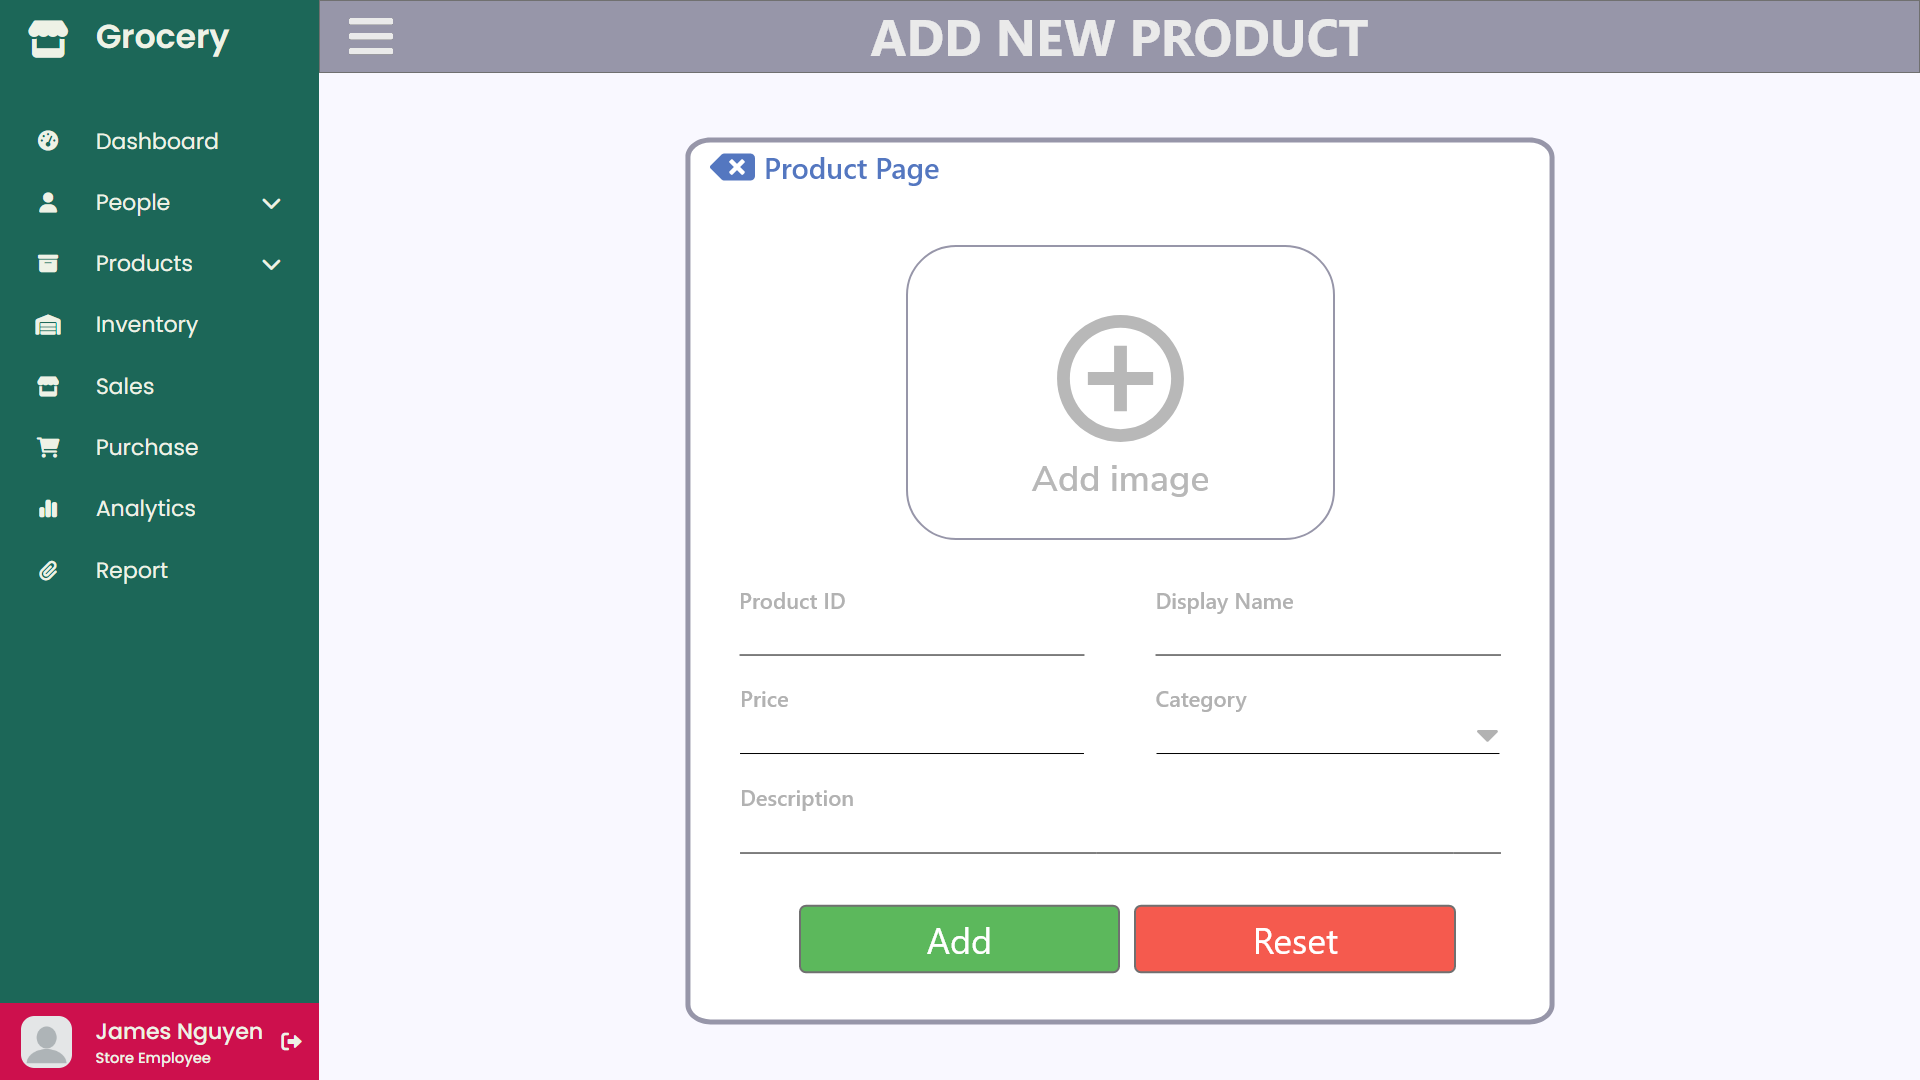 Grocery
ADD NEW PRODUCT
Dashboard
People
Products
Inventory
Sales
Purchase
Analytics
Report
James Nguyen
Store Employee
Product Page
Add image
Product ID
Display Name
Price
Category
Description
Add
Reset